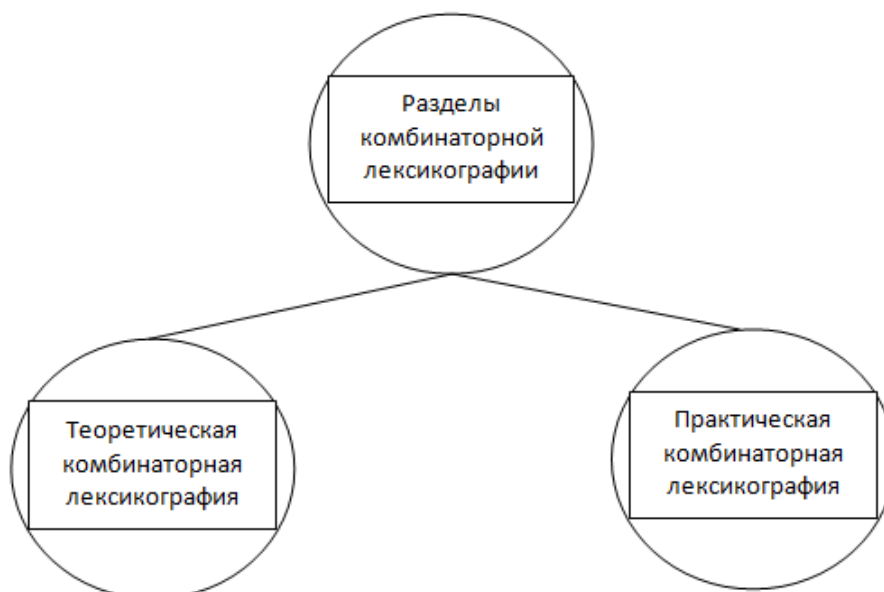 Разделы
комбинаторной
лексикографии
Теоретическая
комбинаторная
лексикография
Практическая
комбинаторная
лексикография